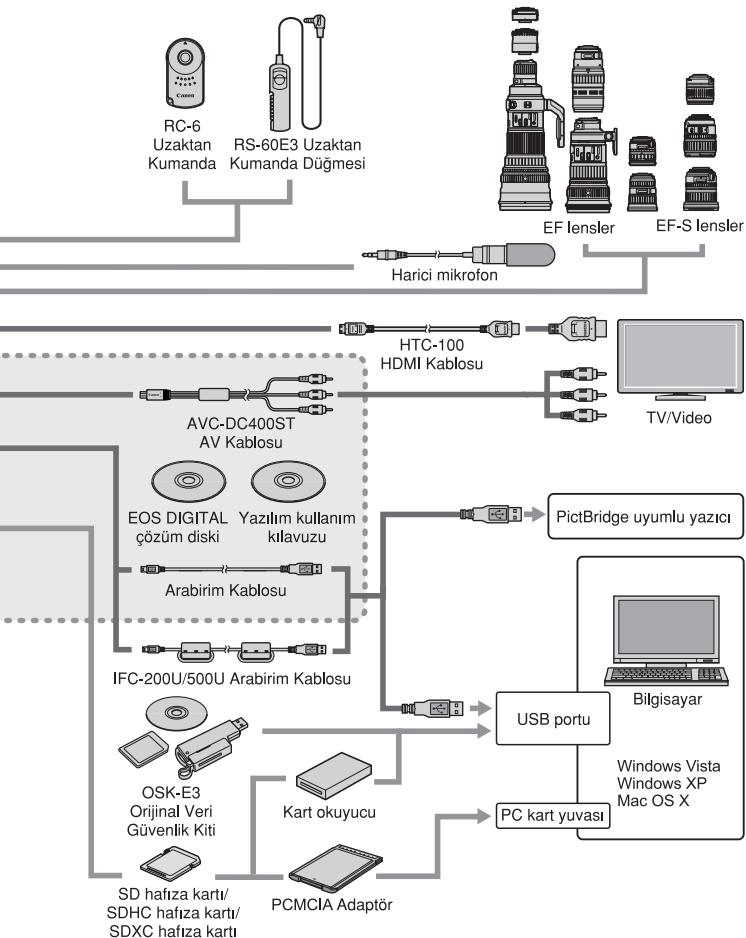 Canon
RC-6
Uzaktan
Kumanda
RS-60E3 Uzaktan
Kumanda Düğmesi
EF lensler
EF-S lensler
Harici mikrofon
HTC-100
HDMI Kablosu
TV/Video
AVC-DC400ST
AV Kablosu
EOS DIGITAL
çözüm diski
Yazılım kullanım
kılavuzu
PictBridge uyumlu yazıcı
Arabirim Kablosu
IFC-200U/500U Arabirim Kablosu
Bilgisayar
USB portu
Windows Vista
Windows XP
Mac OS X
OSK-E3
Orijinal Veri
Güvenlik Kiti
Kart okuyucu
PC kart yuvası
SD hafıza kartı/
SDHC hafıza kartı/
SDXC hafıza kartı
PCMCIA Adaptör